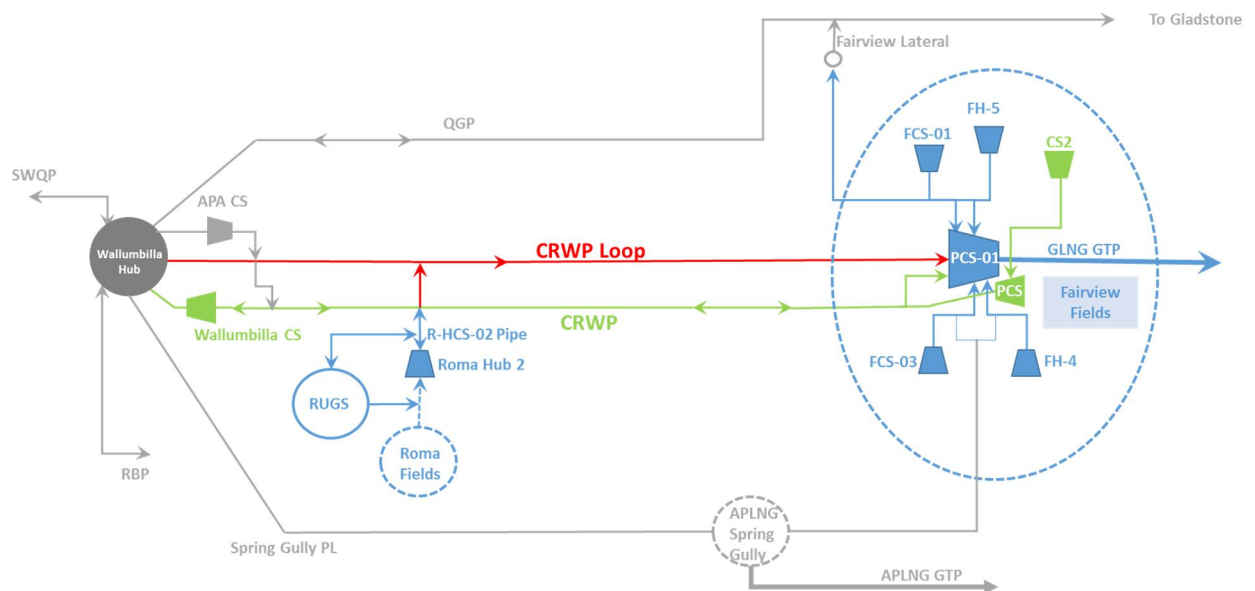 To Gladstone
Fairview Lateral
FH-5
QGP
FCS-01
CS2
SWQP
APA CS
Wallumbilla
Hub
CRWP Loop
PCS-01
GLNG GTP
PCS
Fairview
Fields
Wallumbilla CS
CRWP
R-HCS-02 Pipe
Roma Hub 2
FCS-03
FH-4
RUGS
Roma
Fields
RBP
APLNG
Spring
Gully
Spring Gully PL
APLNG GTP